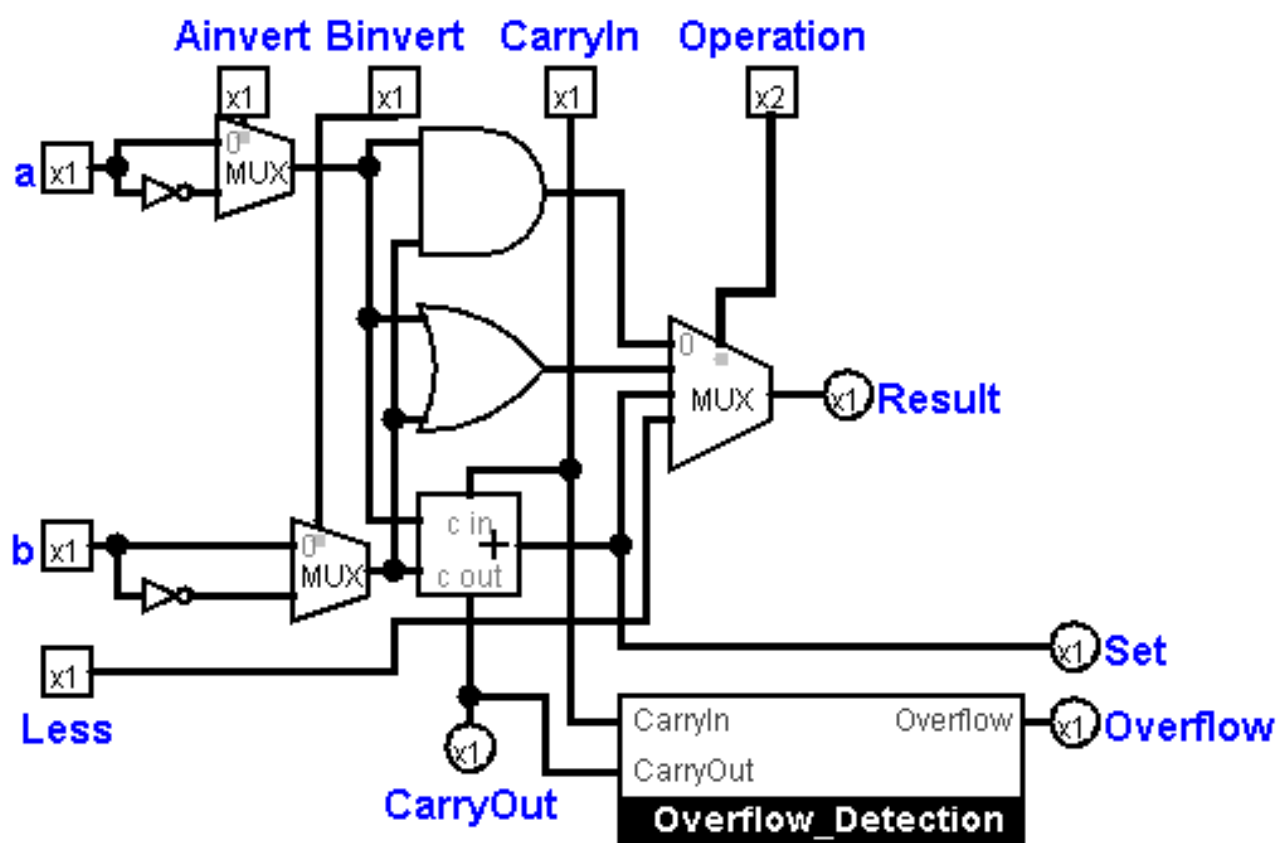 Ainvert Binvert CarryIn Operation
x1 x1 x1 x2
a x1 0 MUX
0 MUX x1 Result
b x1 0 MUX
c in
+
c out
x1 Less
x1 Set
CarryIn Overflow x1 Overflow
CarryOut
x1 CarryOut
Overflow_Detection